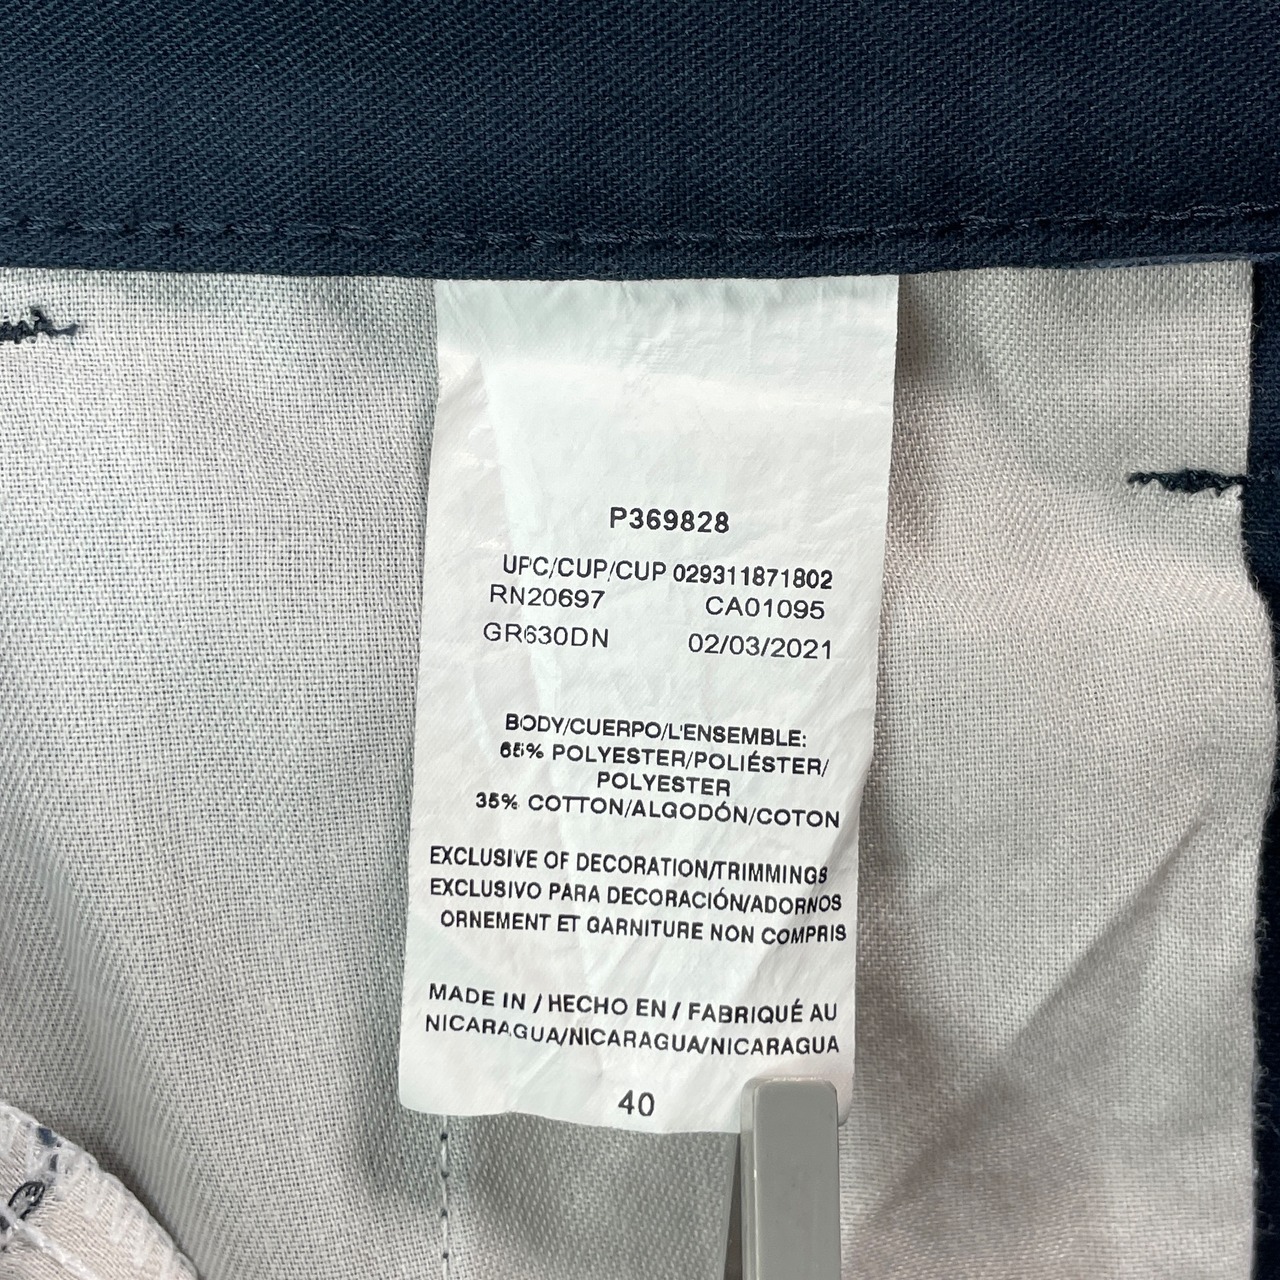 P369828
UPC/CUP/CUP 029311871802
RN20697 CA01095
GR630DN 02/03/2021
BODY/CUERPO/L'ENSEMBLE:
65% POLYESTER/POLIÉSTER/
POLYESTER
35% COTTON/ALGODÓN/COTON
EXCLUSIVE OF DECORATION/TRIMMINGS
EXCLUSIVO PARA DECORACIÓN/ADORNOS
ORNEMENT ET GARNITURE NON COMPRIS
MADE IN / HECHO EN / FABRIQUÉ AU
NICARAGUA/NICARAGUA/NICARAGUA
40